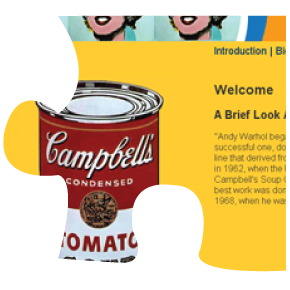 Introduction | Bi
Welcome
A Brief Look
"Andy Warhol bega
successful one, do
line that derived fro
in 1962, when the
Campbell's Soup
best work was don
1968, when he was
Campbell's
CONDENSED
TOMATO